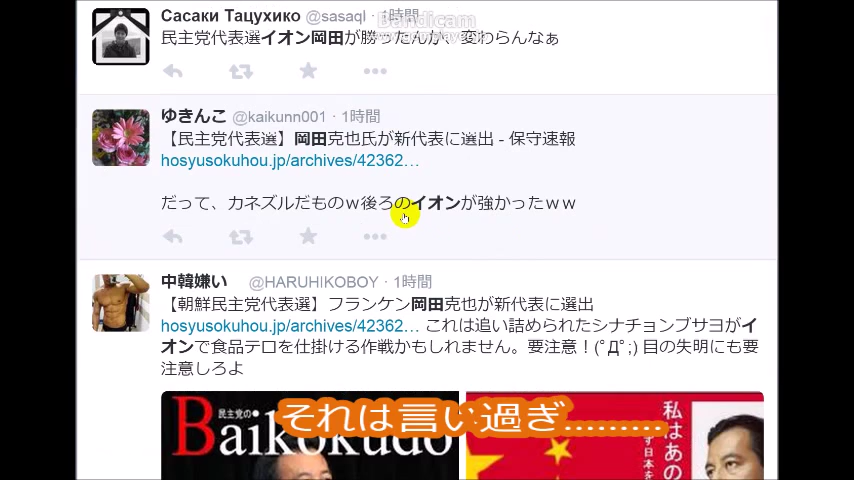 Сасаки Тацухико @sasaql · 1時間
Bandicam
民主党代表選イオン岡田が勝ったんか、変わらんなぁ
ゆきんこ @kaikunn001 · 1時間
【民主党代表選】岡田克也氏が新代表に選出 - 保守速報
hosyusokuhou.jp/archives/42362…
だって、カネズルだものｗ後ろのイオンが強かったｗｗ
中韓嫌い @HARUHIKOBOY · 1時間
【朝鮮民主党代表選】フランケン岡田克也が新代表に選出
hosyusokuhou.jp/archives/42362… これは追い詰められたシナチョンブサヨがイ
オンで食品テロを仕掛ける作戦かもしれません。要注意！(ﾟДﾟ;) 目の失明にも要
注意しろよ
民主党の
Baikokudo
それは言い過ぎ………
私はあの
ず日本を